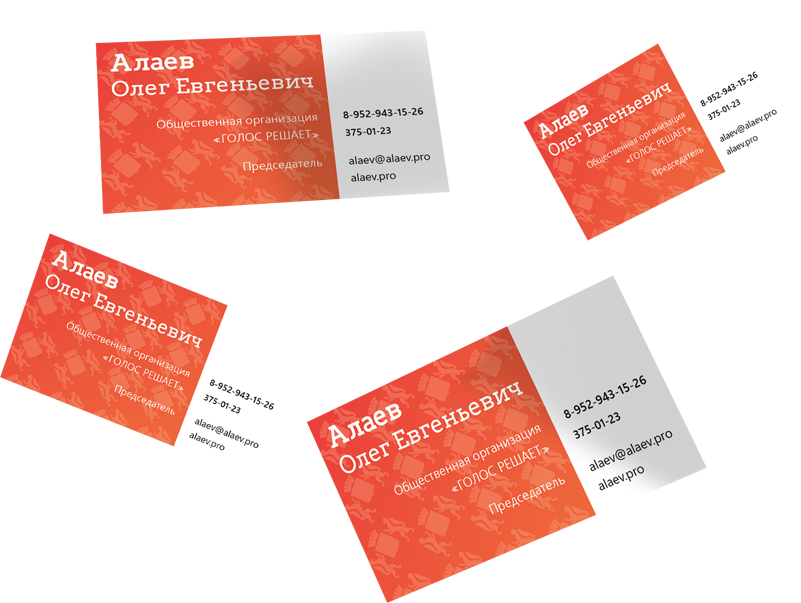 Алаев
Олег Евгеньевич
Общественная организация
«ГОЛОС РЕШАЕТ»
Председатель
8-952-943-15-26
375-01-23
alaev@alaev.pro
alaev.pro
Алаев
Олег Евгеньевич
Общественная организация
«ГОЛОС РЕШАЕТ»
Председатель
8-952-943-15-26
375-01-23
alaev@alaev.pro
alaev.pro
Алаев
Олег Евгеньевич
Общественная организация
«ГОЛОС РЕШАЕТ»
Председатель
8-952-943-15-26
375-01-23
alaev@alaev.pro
alaev.pro
Алаев
Олег Евгеньевич
Общественная организация
«ГОЛОС РЕШАЕТ»
Председатель
8-952-943-15-26
375-01-23
alaev@alaev.pro
alaev.pro